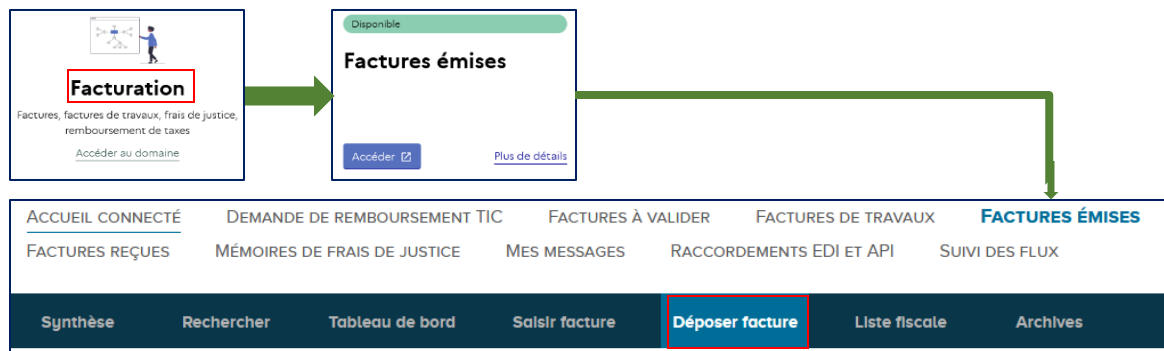 Facturation
Factures, factures de travaux, frais de justice,
remboursement de taxes
Accéder au domaine
Disponible
Factures émises
Accéder
Plus de détails
ACCUEIL CONNECTÉ DEMANDE DE REMBOURSEMENT TIC FACTURES À VALIDER FACTURES DE TRAVAUX FACTURES ÉMISES
FACTURES REÇUES MÉMOIRES DE FRAIS DE JUSTICE MES MESSAGES RACCORDEMENTS EDI ET API SUIVI DES FLUX
Synthèse Rechercher Tableau de bord Saisir facture Déposer facture Liste fiscale Archives